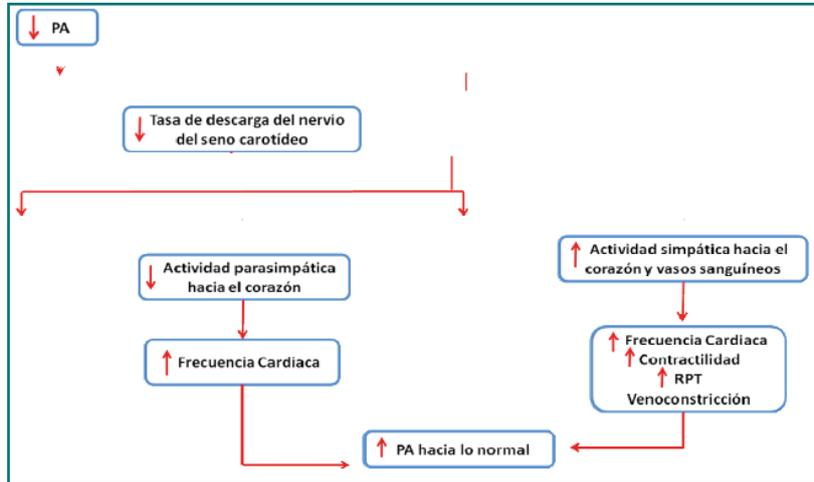 PA
Tasa de descarga del nervio
del seno carotídeo
Actividad parasimpática
hacia el corazón
Actividad simpática hacia el
corazón y vasos sanguíneos
Frecuencia Cardiaca
Frecuencia Cardiaca
Contractilidad
RPT
Venoconstricción
PA hacia lo normal